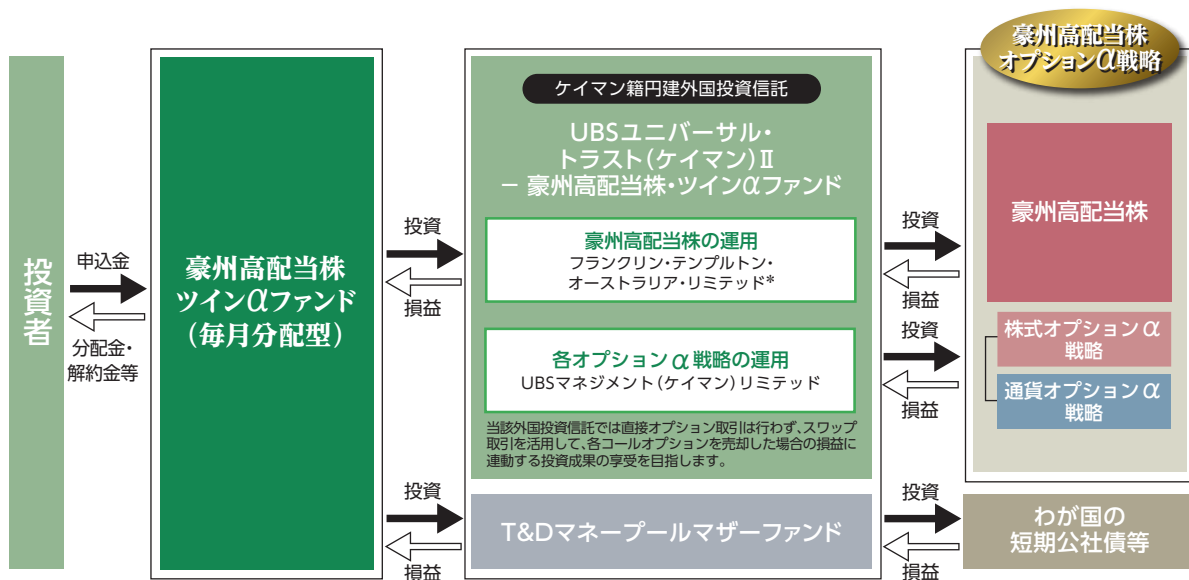 豪州高配当株
オプションα戦略
投資者
申込金
分配金・
解約金等
豪州高配当株
ツインαファンド
(毎月分配型)
投資
損益
ケイマン籍円建外国投資信託
UBSユニバーサル・
トラスト(ケイマン)Ⅱ
− 豪州高配当株・ツインαファンド
豪州高配当株の運用
フランクリン・テンプルトン・
オーストラリア・リミテッド*
各オプションα戦略の運用
UBSマネジメント(ケイマン)リミテッド
当該外国投資信託では直接オプション取引は行わず、スワップ
取引を活用して、各コールオプションを売却した場合の損益に
連動する投資成果の享受を目指します。
投資
損益
豪州高配当株
投資
損益
株式オプションα
戦略
通貨オプションα
戦略
投資
損益
T&Dマネープールマザーファンド
投資
損益
わが国の
短期公社債等